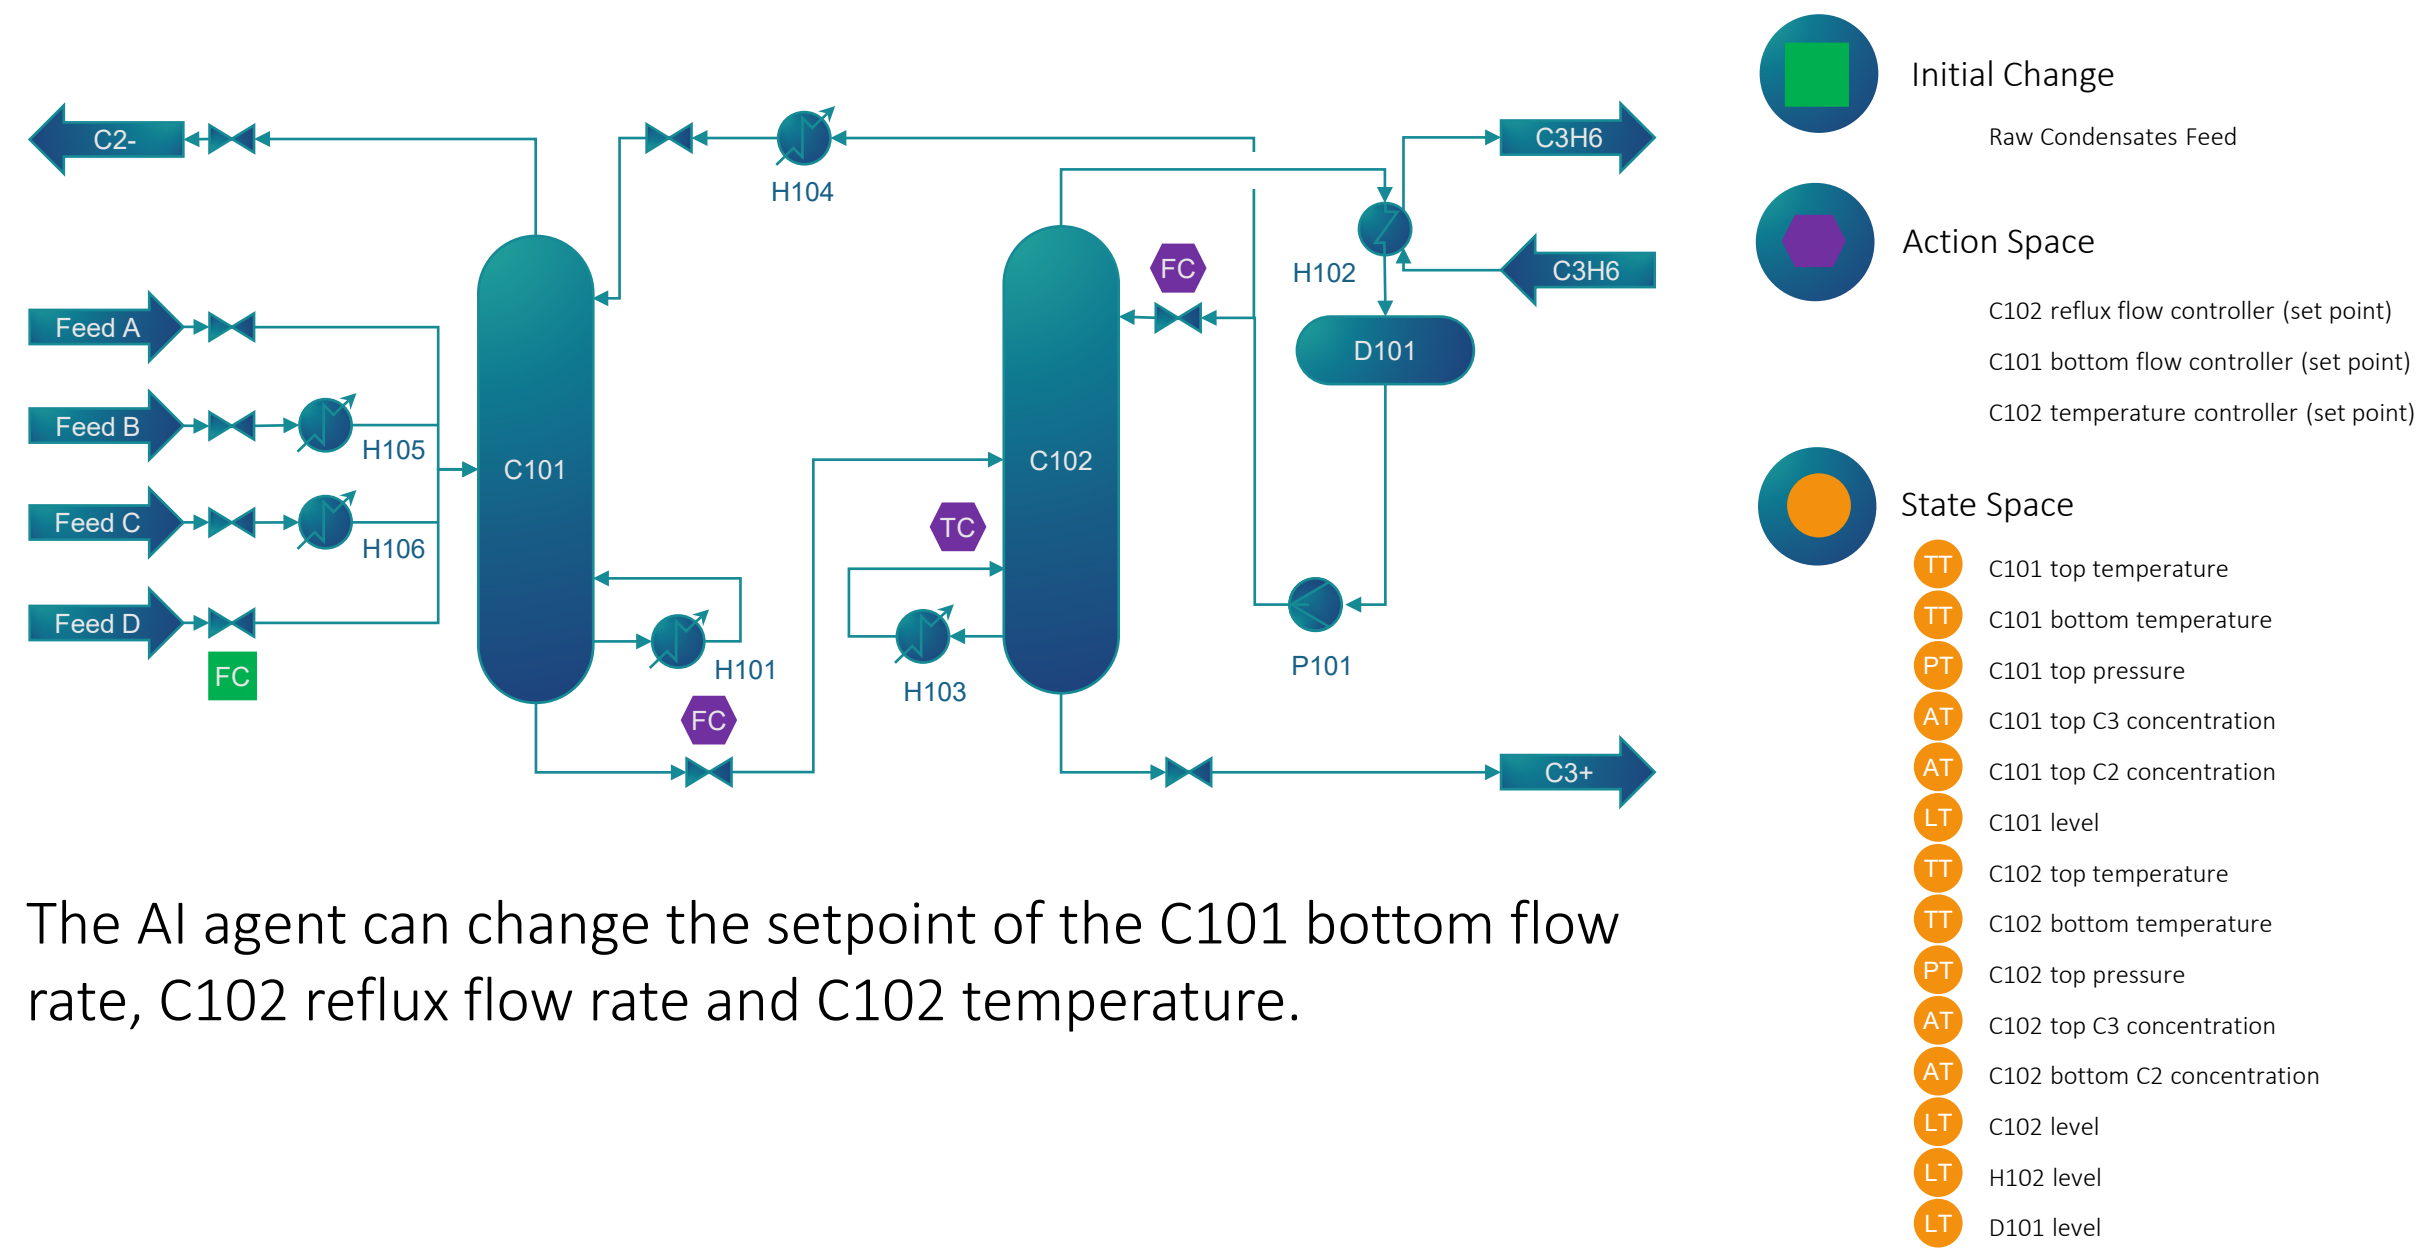 C2-
H104
C3H6
FC
H102
C3H6
Feed A
D101
Feed B
H105
C101
C102
Feed C
H106
TC
Feed D
FC
H101
H103
P101
FC
C3+
The AI agent can change the setpoint of the C101 bottom flow
rate, C102 reflux flow rate and C102 temperature.
Initial Change
Raw Condensates Feed
Action Space
C102 reflux flow controller (set point)
C101 bottom flow controller (set point)
C102 temperature controller (set point)
State Space
TT C101 top temperature
TT C101 bottom temperature
PT C101 top pressure
AT C101 top C3 concentration
AT C101 top C2 concentration
LT C101 level
TT C102 top temperature
TT C102 bottom temperature
PT C102 top pressure
AT C102 top C3 concentration
AT C102 bottom C2 concentration
LT C102 level
LT H102 level
LT D101 level